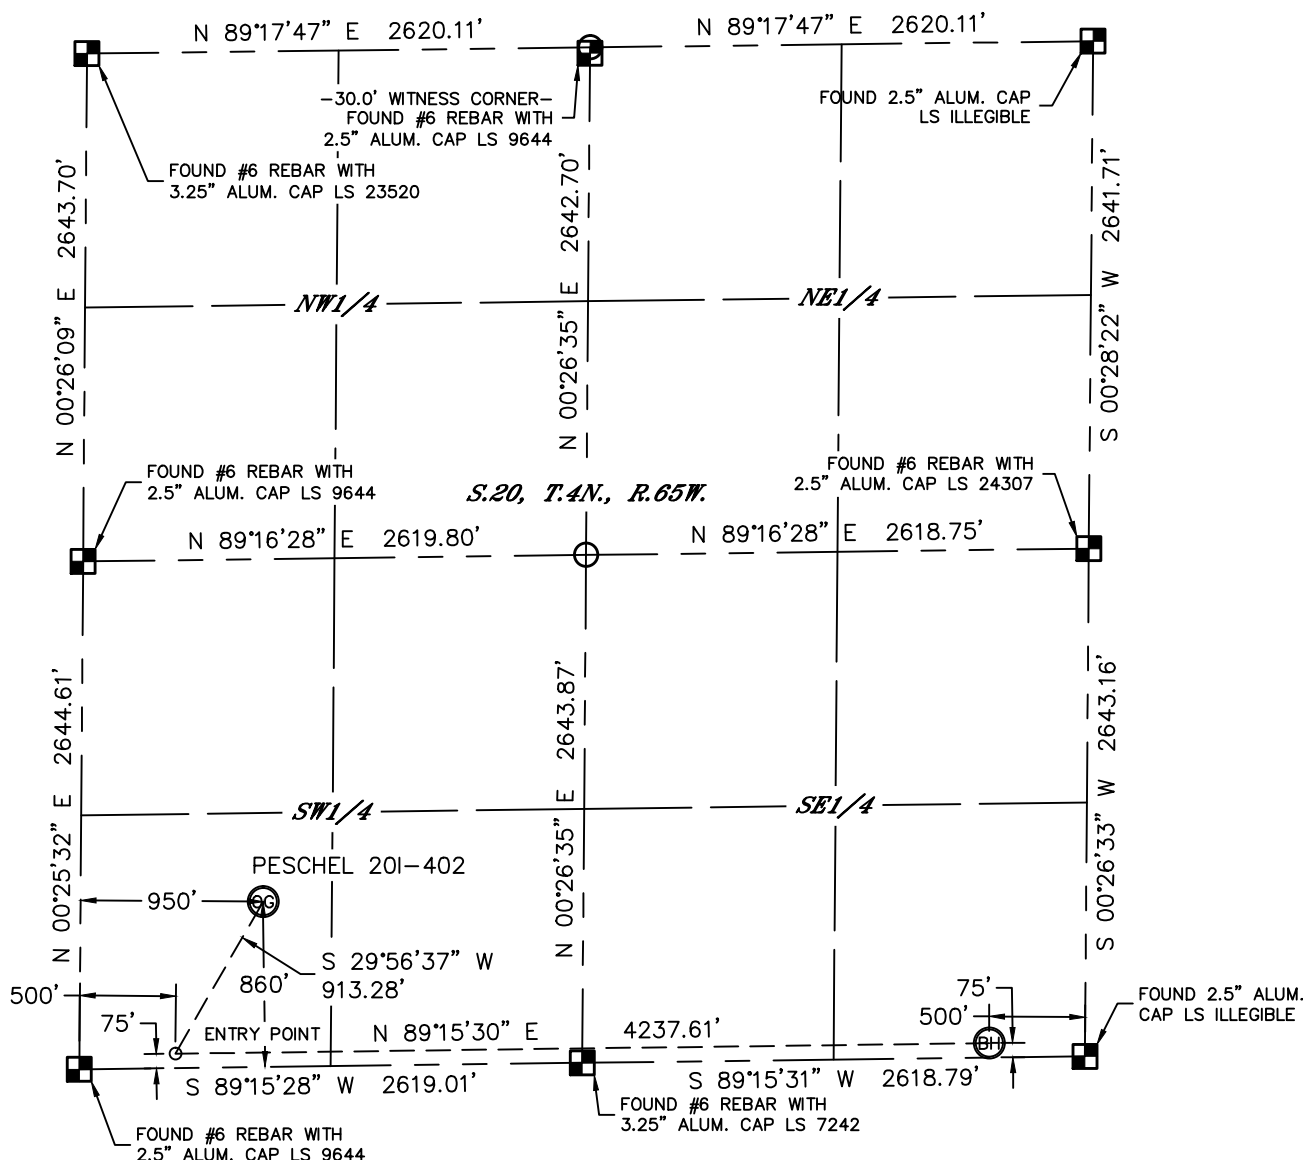 N 89°17'47" E 2620.11'
N 89°17'47" E 2620.11'
-30.0' WITNESS CORNER-
FOUND #6 REBAR WITH
2.5" ALUM. CAP LS 9644
FOUND 2.5" ALUM. CAP
LS ILLEGIBLE
FOUND #6 REBAR WITH
3.25" ALUM. CAP LS 23520
N 00°26'09" E 2643.70'
N 00°26'35" E 2642.70'
S 00°28'22" W 2641.71'
NW1/4
NE1/4
FOUND #6 REBAR WITH
2.5" ALUM. CAP LS 9644
S.20, T.4N., R.65W.
FOUND #6 REBAR WITH
2.5" ALUM. CAP LS 24307
N 89°16'28" E 2619.80'
N 89°16'28" E 2618.75'
N 00°25'32" E 2644.61'
N 00°26'35" E 2643.87'
S 00°26'33" W 2643.16'
SW1/4
SE1/4
PESCHEL 20I-402
950'
OG
S 29°56'37" W
913.28'
860'
500'
75'
ENTRY POINT
N 89°15'30" E 4237.61'
75'
500'
BH
FOUND 2.5" ALUM.
CAP LS ILLEGIBLE
S 89°15'28" W 2619.01'
S 89°15'31" W 2618.79'
FOUND #6 REBAR WITH
3.25" ALUM. CAP LS 7242
FOUND #6 REBAR WITH
2.5" ALUM. CAP LS 9644